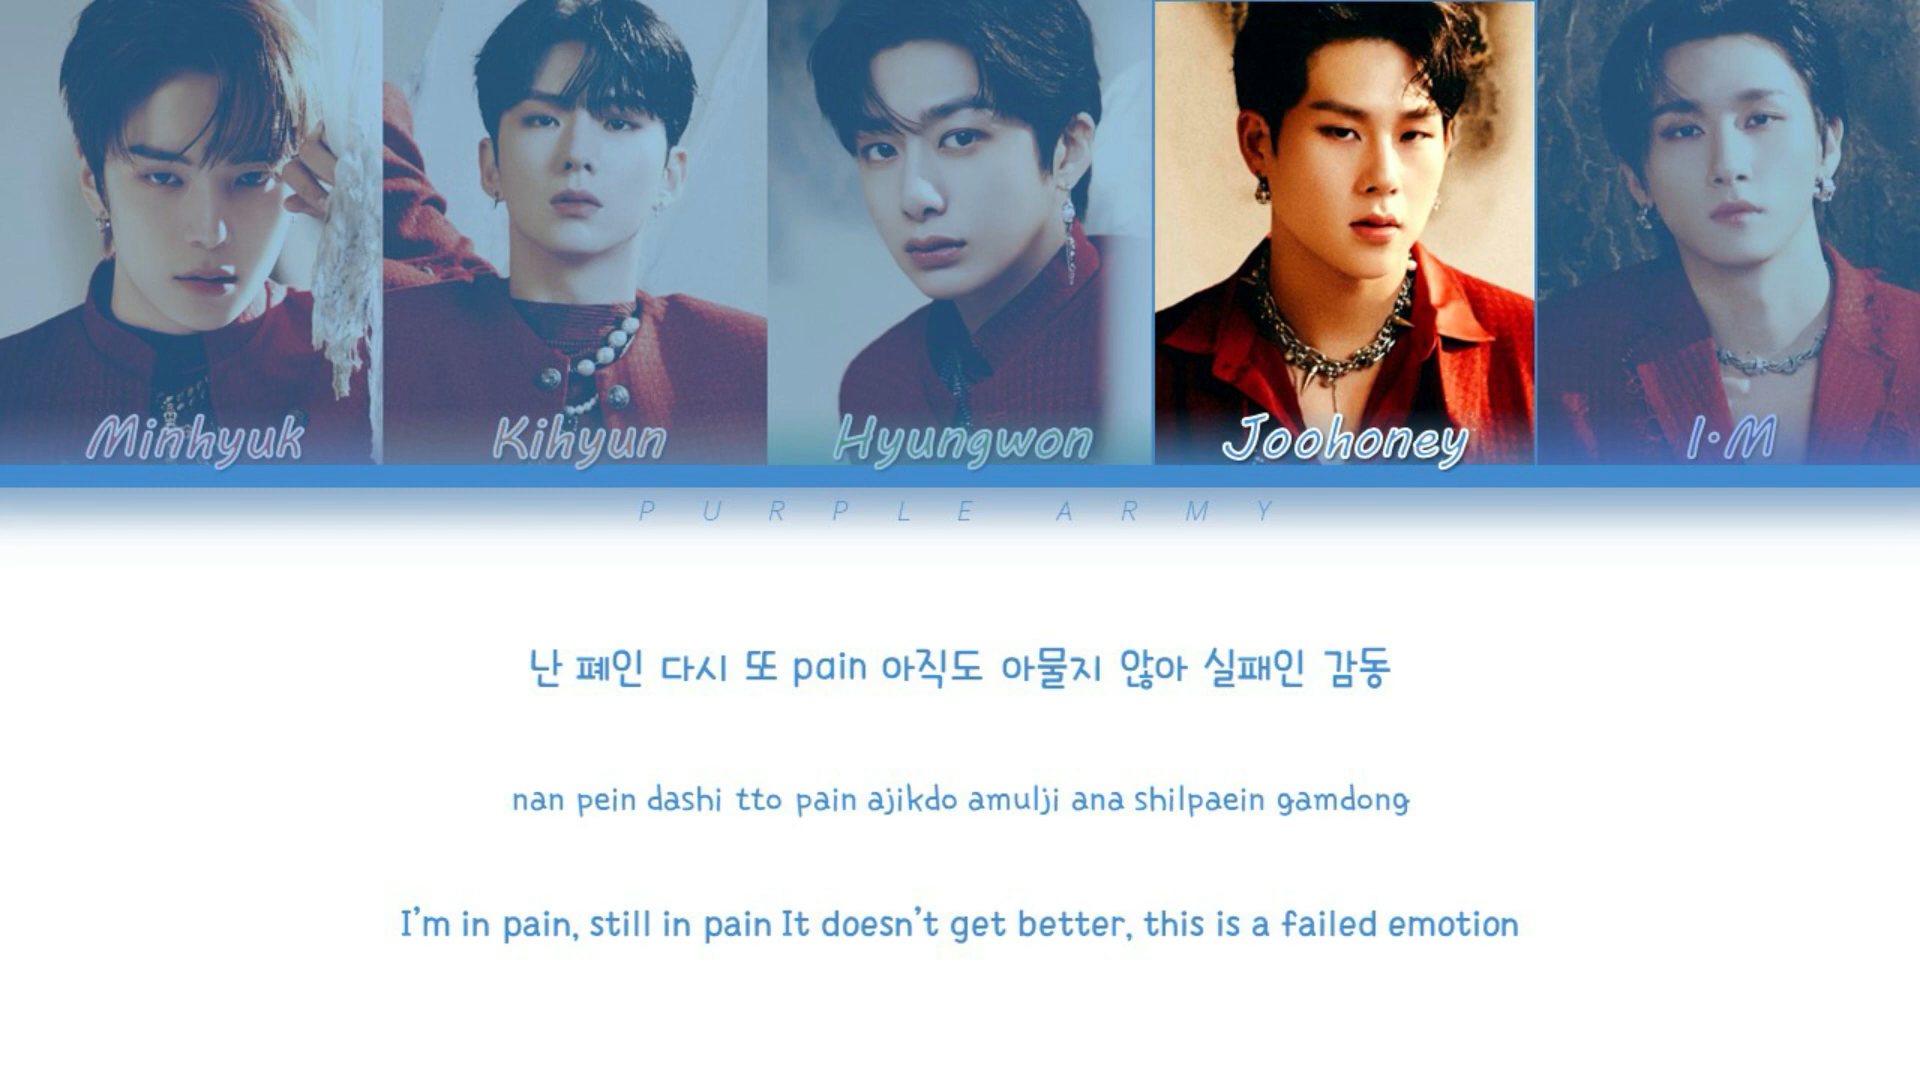 Minhyuk Kihyun Hyungwon Joohoney I·M
PURPLE ARMY
난 폐인 다시 또 pain 아직도 아물지 않아 실패인 감동
nan pein dashi tto pain ajikdo amulji ana shilpaein gamdong
I'm in pain, still in pain It doesn't get better, this is a failed emotion